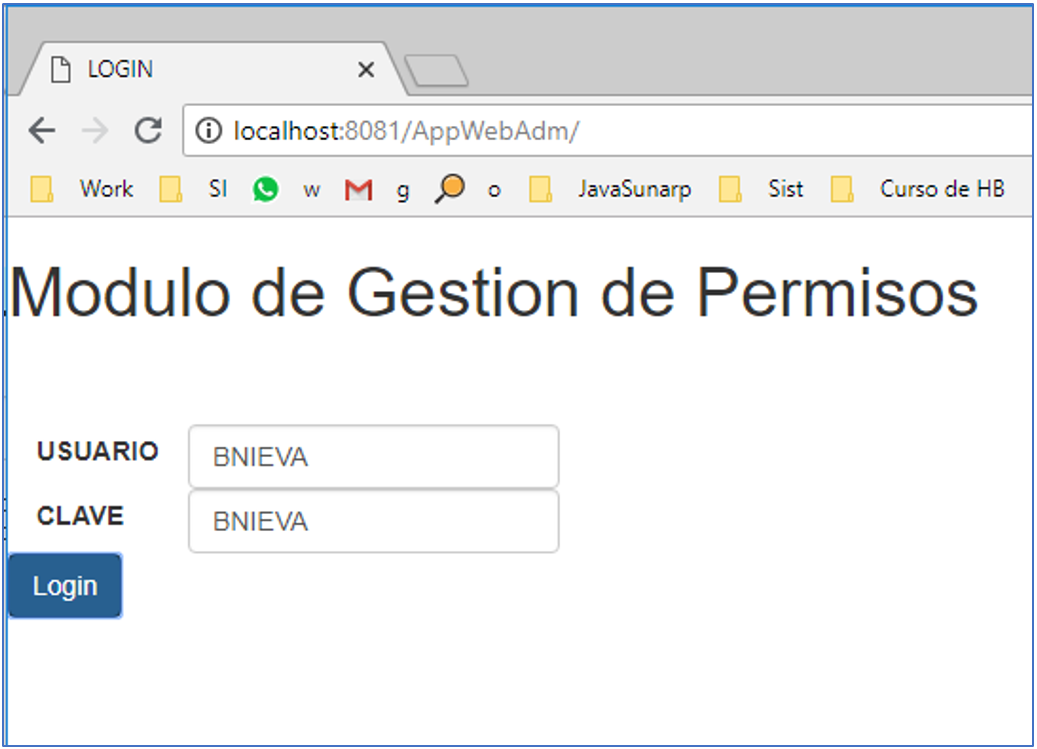 LOGIN
localhost:8081/AppWebAdm/
Work SI w g o JavaSunarp Sist Curso de HB
Modulo de Gestion de Permisos
USUARIO BNIEVA
CLAVE BNIEVA
Login